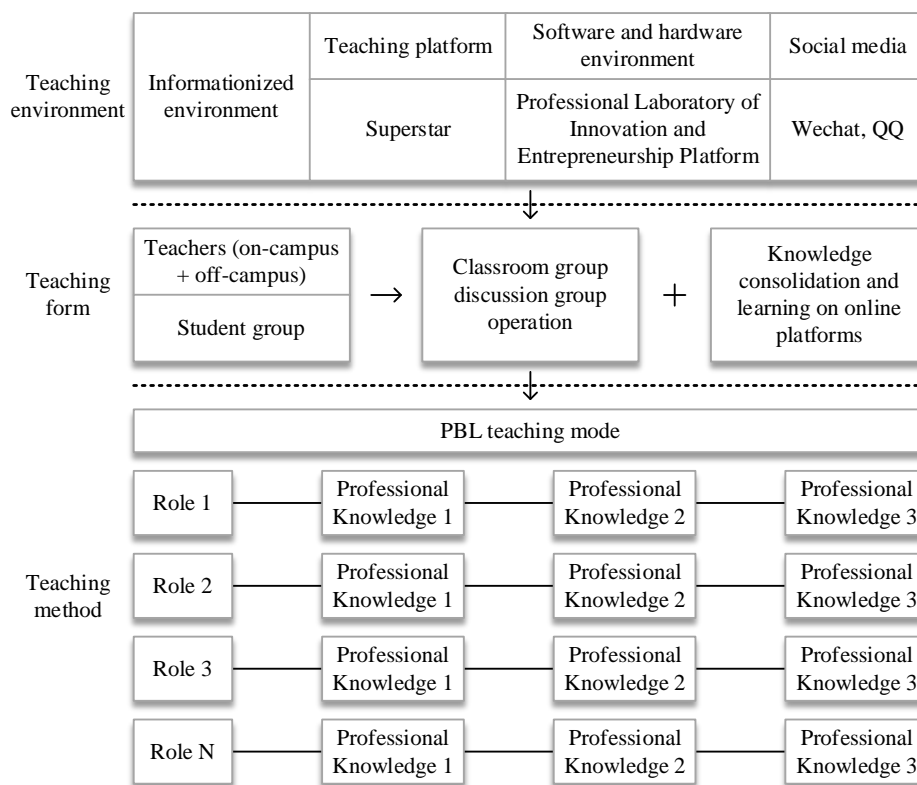 Teaching
environment
Informationized
environment
Teaching platform
Software and hardware
environment
Social media
Superstar
Professional Laboratory of
Innovation and
Entrepreneurship Platform
Wechat, QQ
Teaching
form
Teachers (on-campus
+ off-campus)
Student group
Classroom group
discussion group
operation
+
Knowledge
consolidation and
learning on online
platforms
Teaching
method
PBL teaching mode
Role 1
Professional
Knowledge 1
Professional
Knowledge 2
Professional
Knowledge 3
Role 2
Professional
Knowledge 1
Professional
Knowledge 2
Professional
Knowledge 3
Role 3
Professional
Knowledge 1
Professional
Knowledge 2
Professional
Knowledge 3
Role N
Professional
Knowledge 1
Professional
Knowledge 2
Professional
Knowledge 3